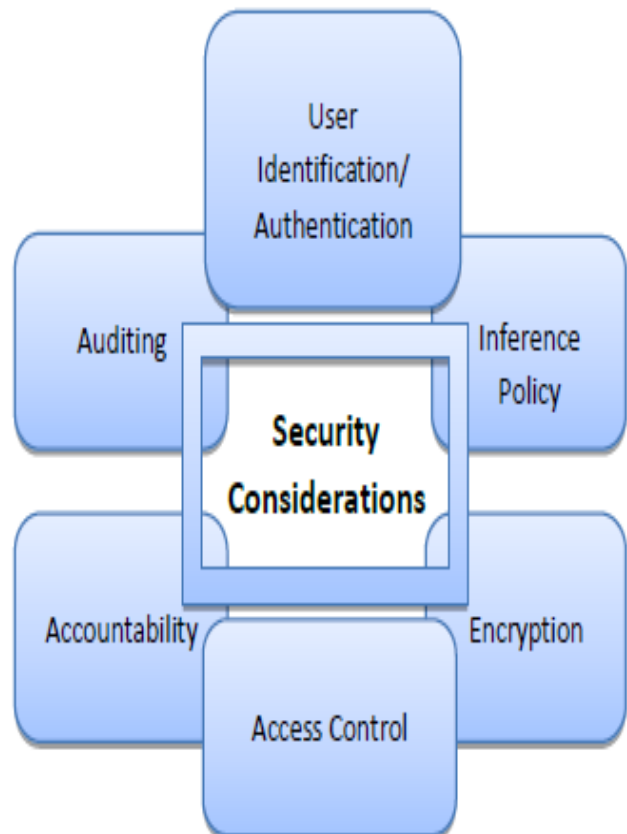 User
Identification/
Authentication
Auditing
Inference
Policy
Security
Considerations
Accountability
Encryption
Access Control